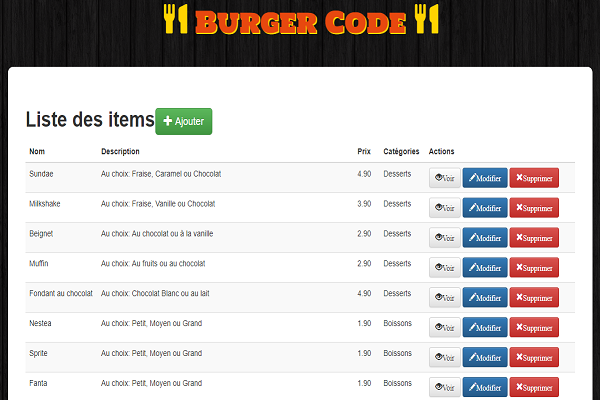 BURGER CODE
Liste des items Ajouter
Nom Description Prix Catégories Actions
Sundae Au choix: Fraise, Caramel ou Chocolat 4.90 Desserts Voir Modifier Supprimer
Milkshake Au choix: Fraise, Vanille ou Chocolat 3.90 Desserts Voir Modifier Supprimer
Beignet Au choix: Au chocolat ou à la vanille 2.90 Desserts Voir Modifier Supprimer
Muffin Au choix: Au fruits ou au chocolat 2.90 Desserts Voir Modifier Supprimer
Fondant au chocolat Au choix: Chocolat Blanc ou au lait 4.90 Desserts Voir Modifier Supprimer
Nestea Au choix: Petit, Moyen ou Grand 1.90 Boissons Voir Modifier Supprimer
Sprite Au choix: Petit, Moyen ou Grand 1.90 Boissons Voir Modifier Supprimer
Fanta Au choix: Petit, Moyen ou Grand 1.90 Boissons Voir Modifier Supprimer